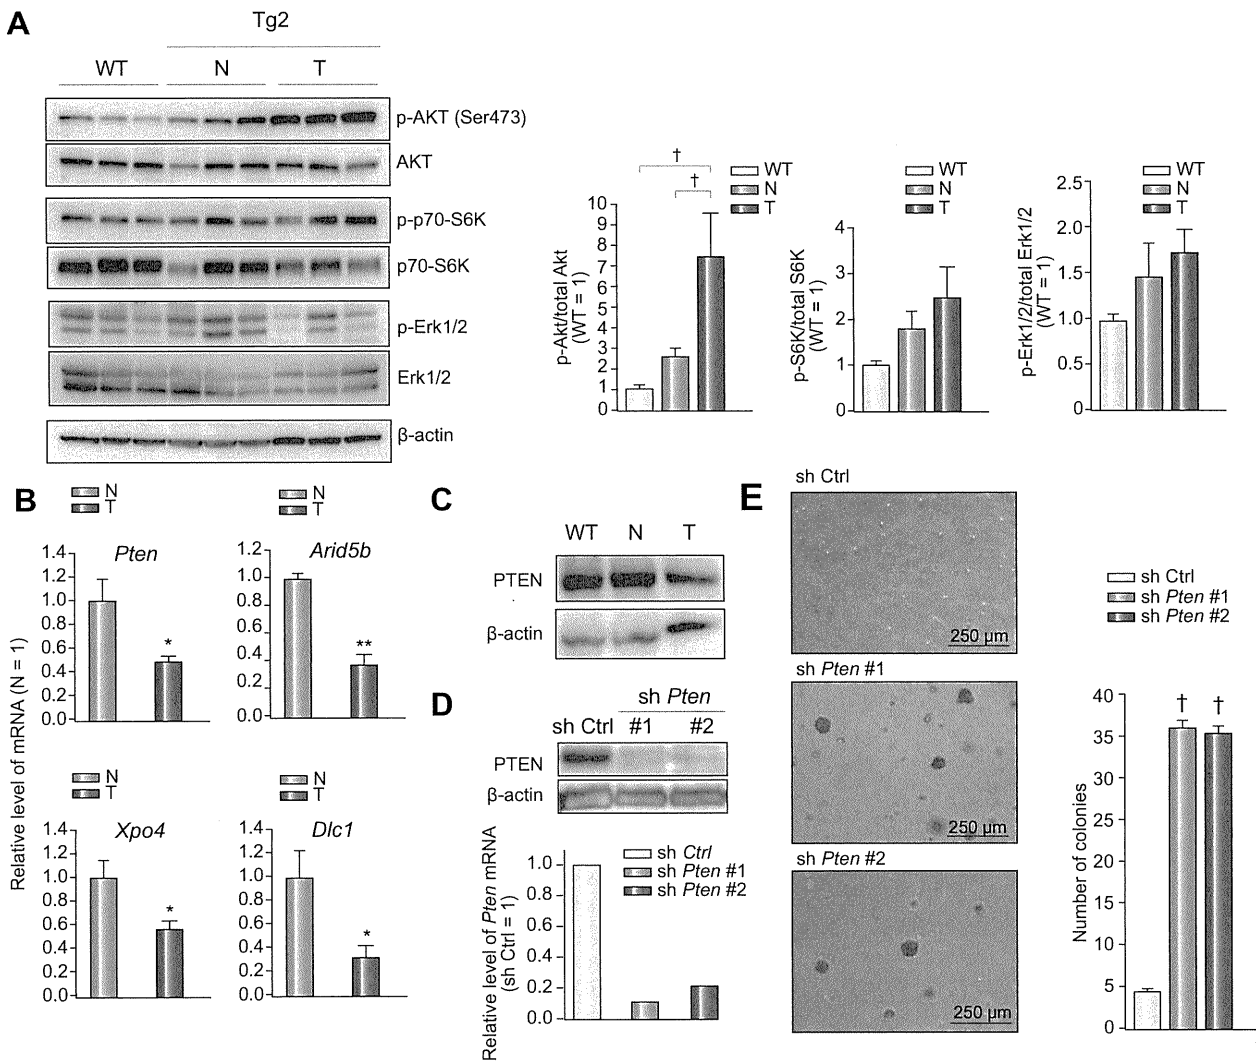 A
Tg2
WT N T
p-AKT (Ser473)
AKT
p-p70-S6K
p70-S6K
p-Erk1/2
Erk1/2
β-actin
p-Akt/total Akt
(WT = 1)
10
9
8
7
6
5
4
3
2
1
0
†
†
WT
N
T
p-S6K/total S6K
(WT = 1)
4
3
2
1
0
WT
N
T
p-Erk1/2/total Erk1/2
(WT = 1)
2.5
2.0
1.5
1.0
0.5
0
WT
N
T
B
Relative level of mRNA (N = 1)
N
T
Pten
1.4
1.2
1.0
0.8
0.6
0.4
0.2
0.0
*
N
T
Arid5b
1.2
1.0
0.8
0.6
0.4
0.2
0.0
**
N
T
Xpo4
1.4
1.2
1.0
0.8
0.6
0.4
0.2
0.0
*
N
T
Dlc1
1.4
1.2
1.0
0.8
0.6
0.4
0.2
0.0
*
C
WT N T
PTEN
β-actin
D
sh Pten
sh Ctrl #1 #2
PTEN
β-actin
Relative level of Pten mRNA
(sh Ctrl = 1)
1.0
0.8
0.6
0.4
0.2
0.0
sh Ctrl
sh Pten #1
sh Pten #2
E
sh Ctrl
250 µm
sh Pten #1
250 µm
sh Pten #2
250 µm
sh Ctrl
sh Pten #1
sh Pten #2
Number of colonies
40
35
30
25
20
15
10
5
0
†
†